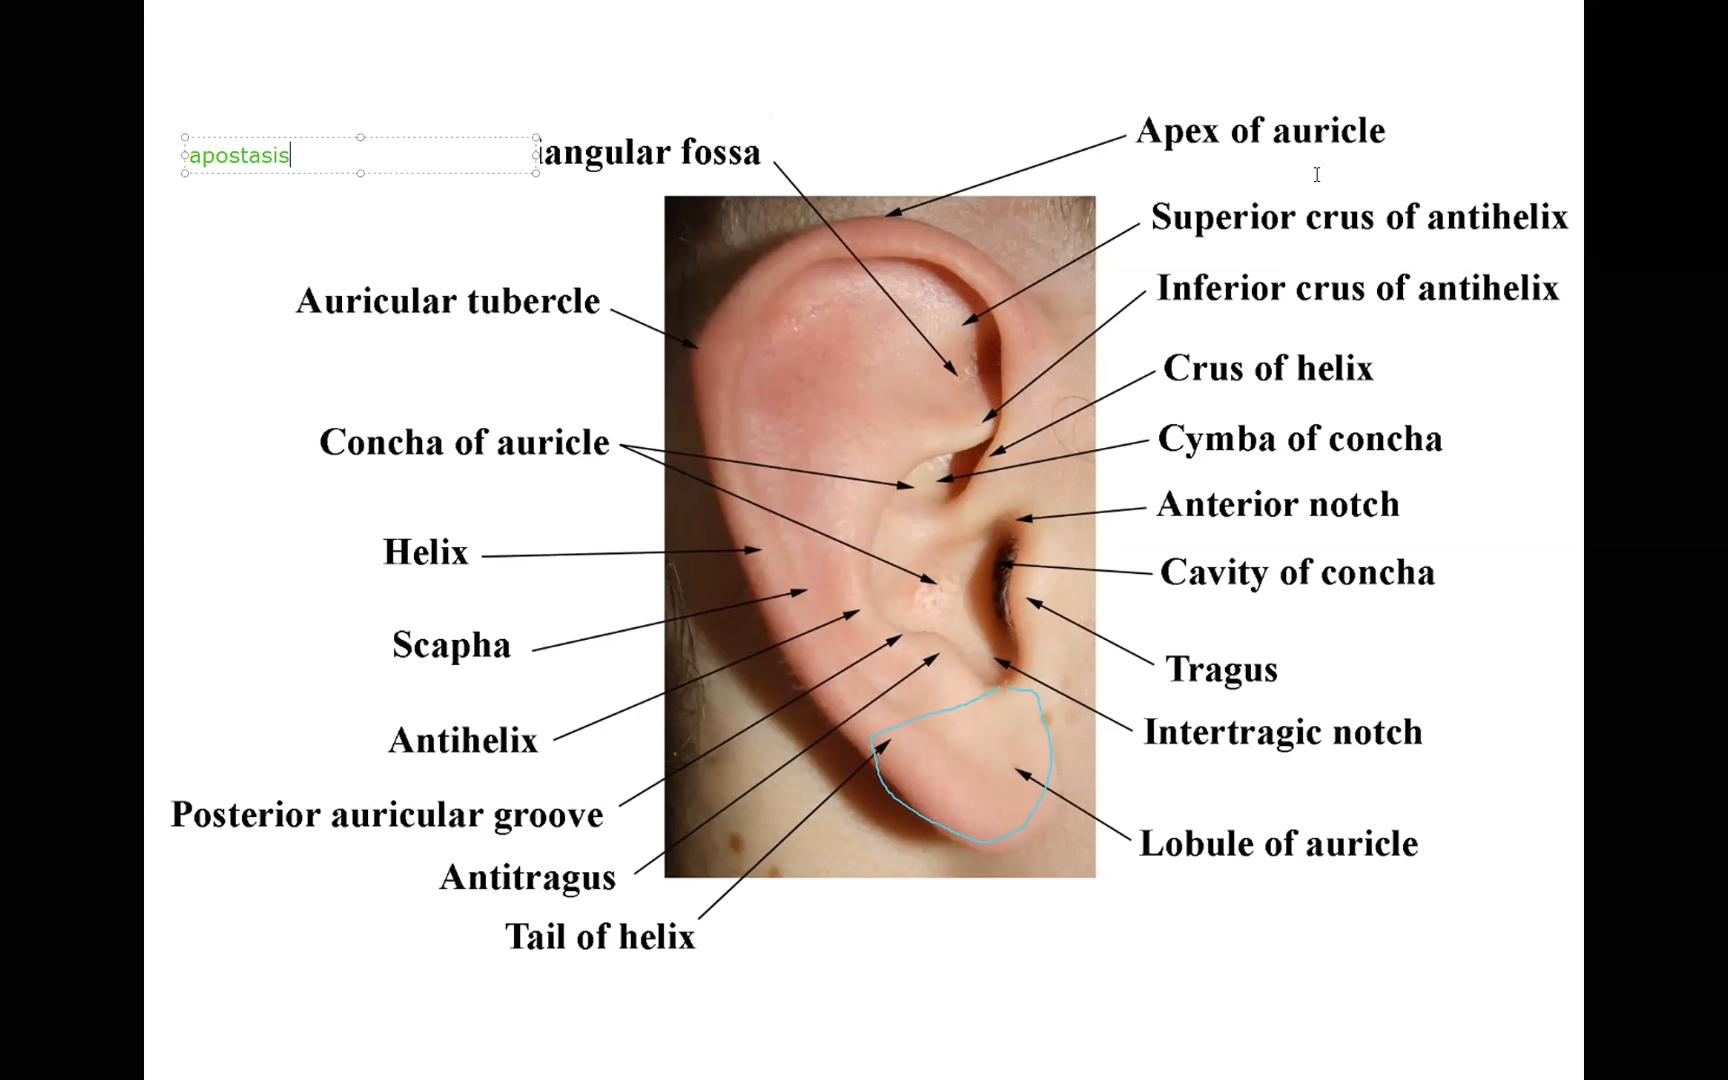 apostasis
iangular fossa
Apex of auricle
Superior crus of antihelix
Inferior crus of antihelix
Auricular tubercle
Crus of helix
Concha of auricle
Cymba of concha
Anterior notch
Helix
Cavity of concha
Scapha
Tragus
Antihelix
Intertragic notch
Posterior auricular groove
Lobule of auricle
Antitragus
Tail of helix